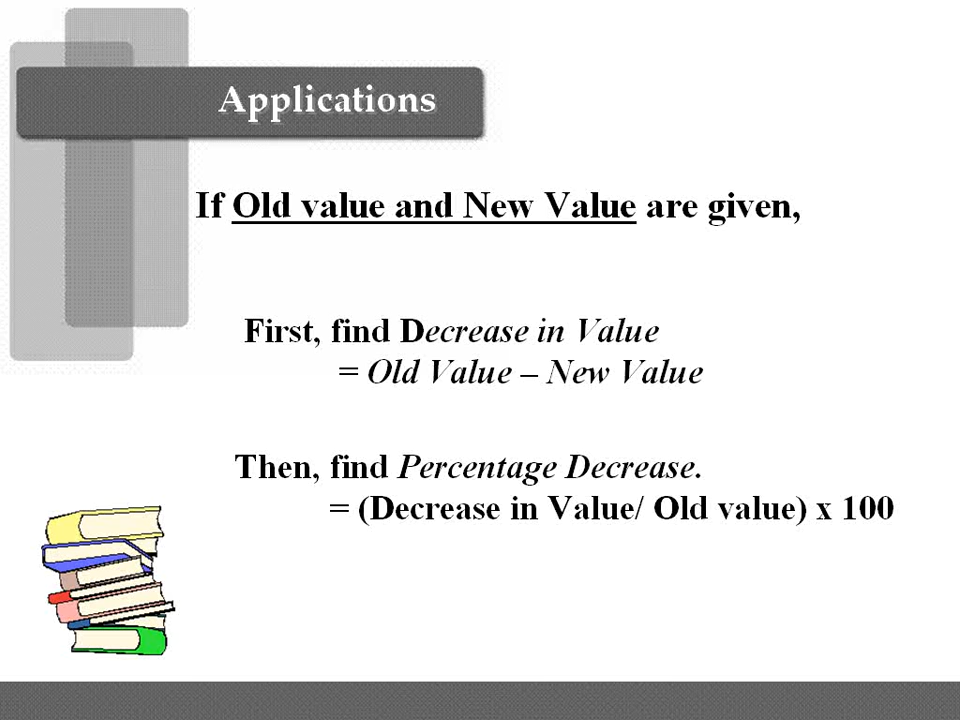 Applications
If Old value and New Value are given,
First, find Decrease in Value
= Old Value – New Value
Then, find Percentage Decrease.
= (Decrease in Value/ Old value) x 100